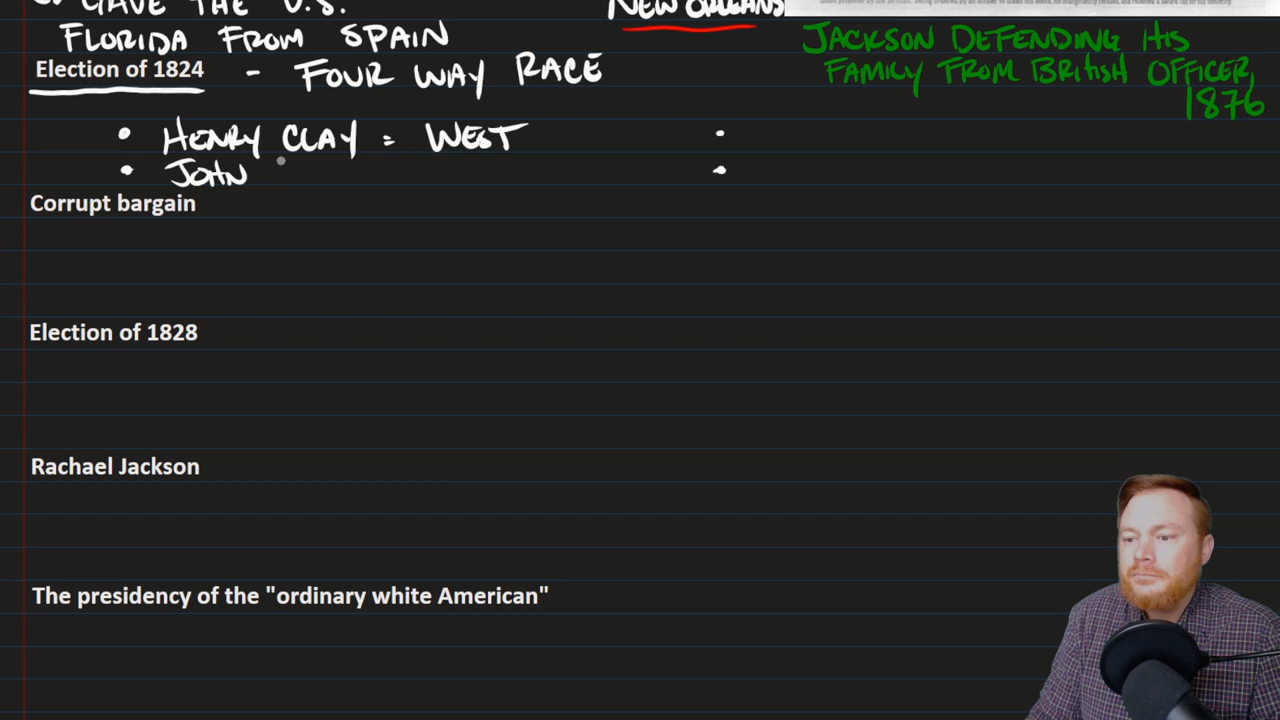 GAVE THE U.S.
FLORIDA FROM SPAIN
NEW ORLEANS
JACKSON DEFENDING HIS
FAMILY FROM BRITISH OFFICER,
1876
Election of 1824 - FOUR WAY RACE
• HENRY CLAY = WEST •
• JOHN •
Corrupt bargain
Election of 1828
Rachael Jackson
The presidency of the "ordinary white American"